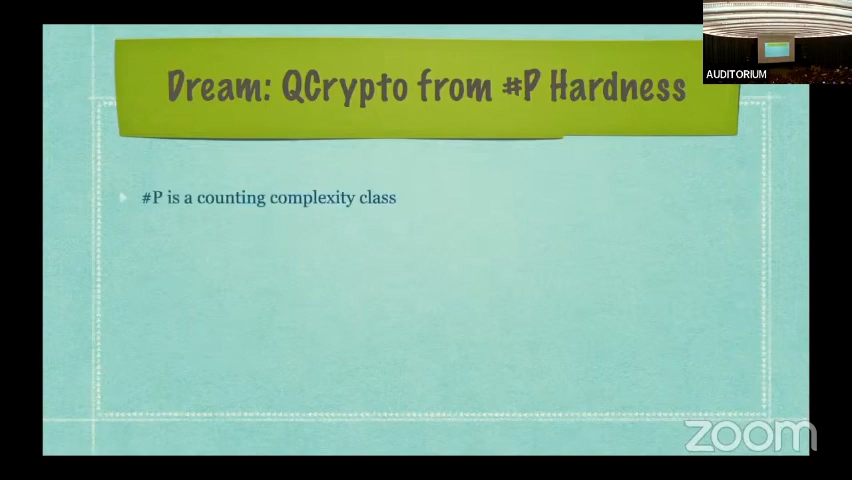 Dream: QCrypto from #P Hardness
AUDITORIUM
#P is a counting complexity class
zoom